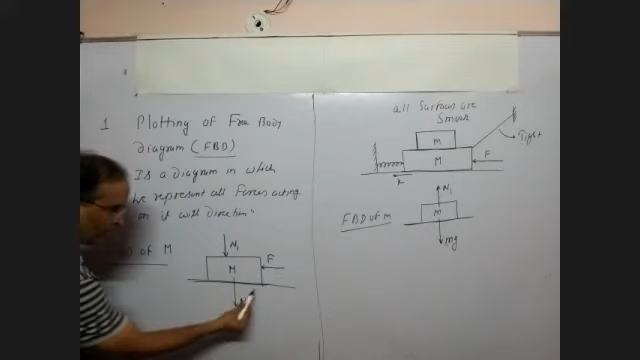 1 Plotting of Free Body
Diagram (FBD)
Is a diagram in which
we represent all Forces acting
on it with Direction"
of M
N1
F
M
all Surfaces are
Smooth
Tight
m
M
F
x
FBD of m
N1
m
mg